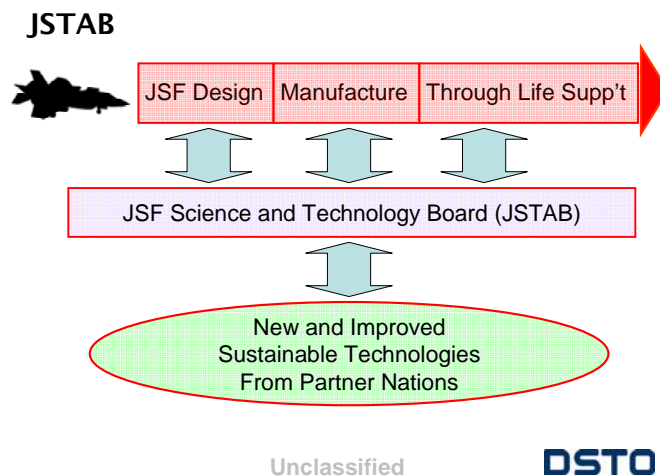 JSTAB
JSF Design Manufacture Through Life Supp't
JSF Science and Technology Board (JSTAB)
New and Improved
Sustainable Technologies
From Partner Nations
Unclassified
DSTO